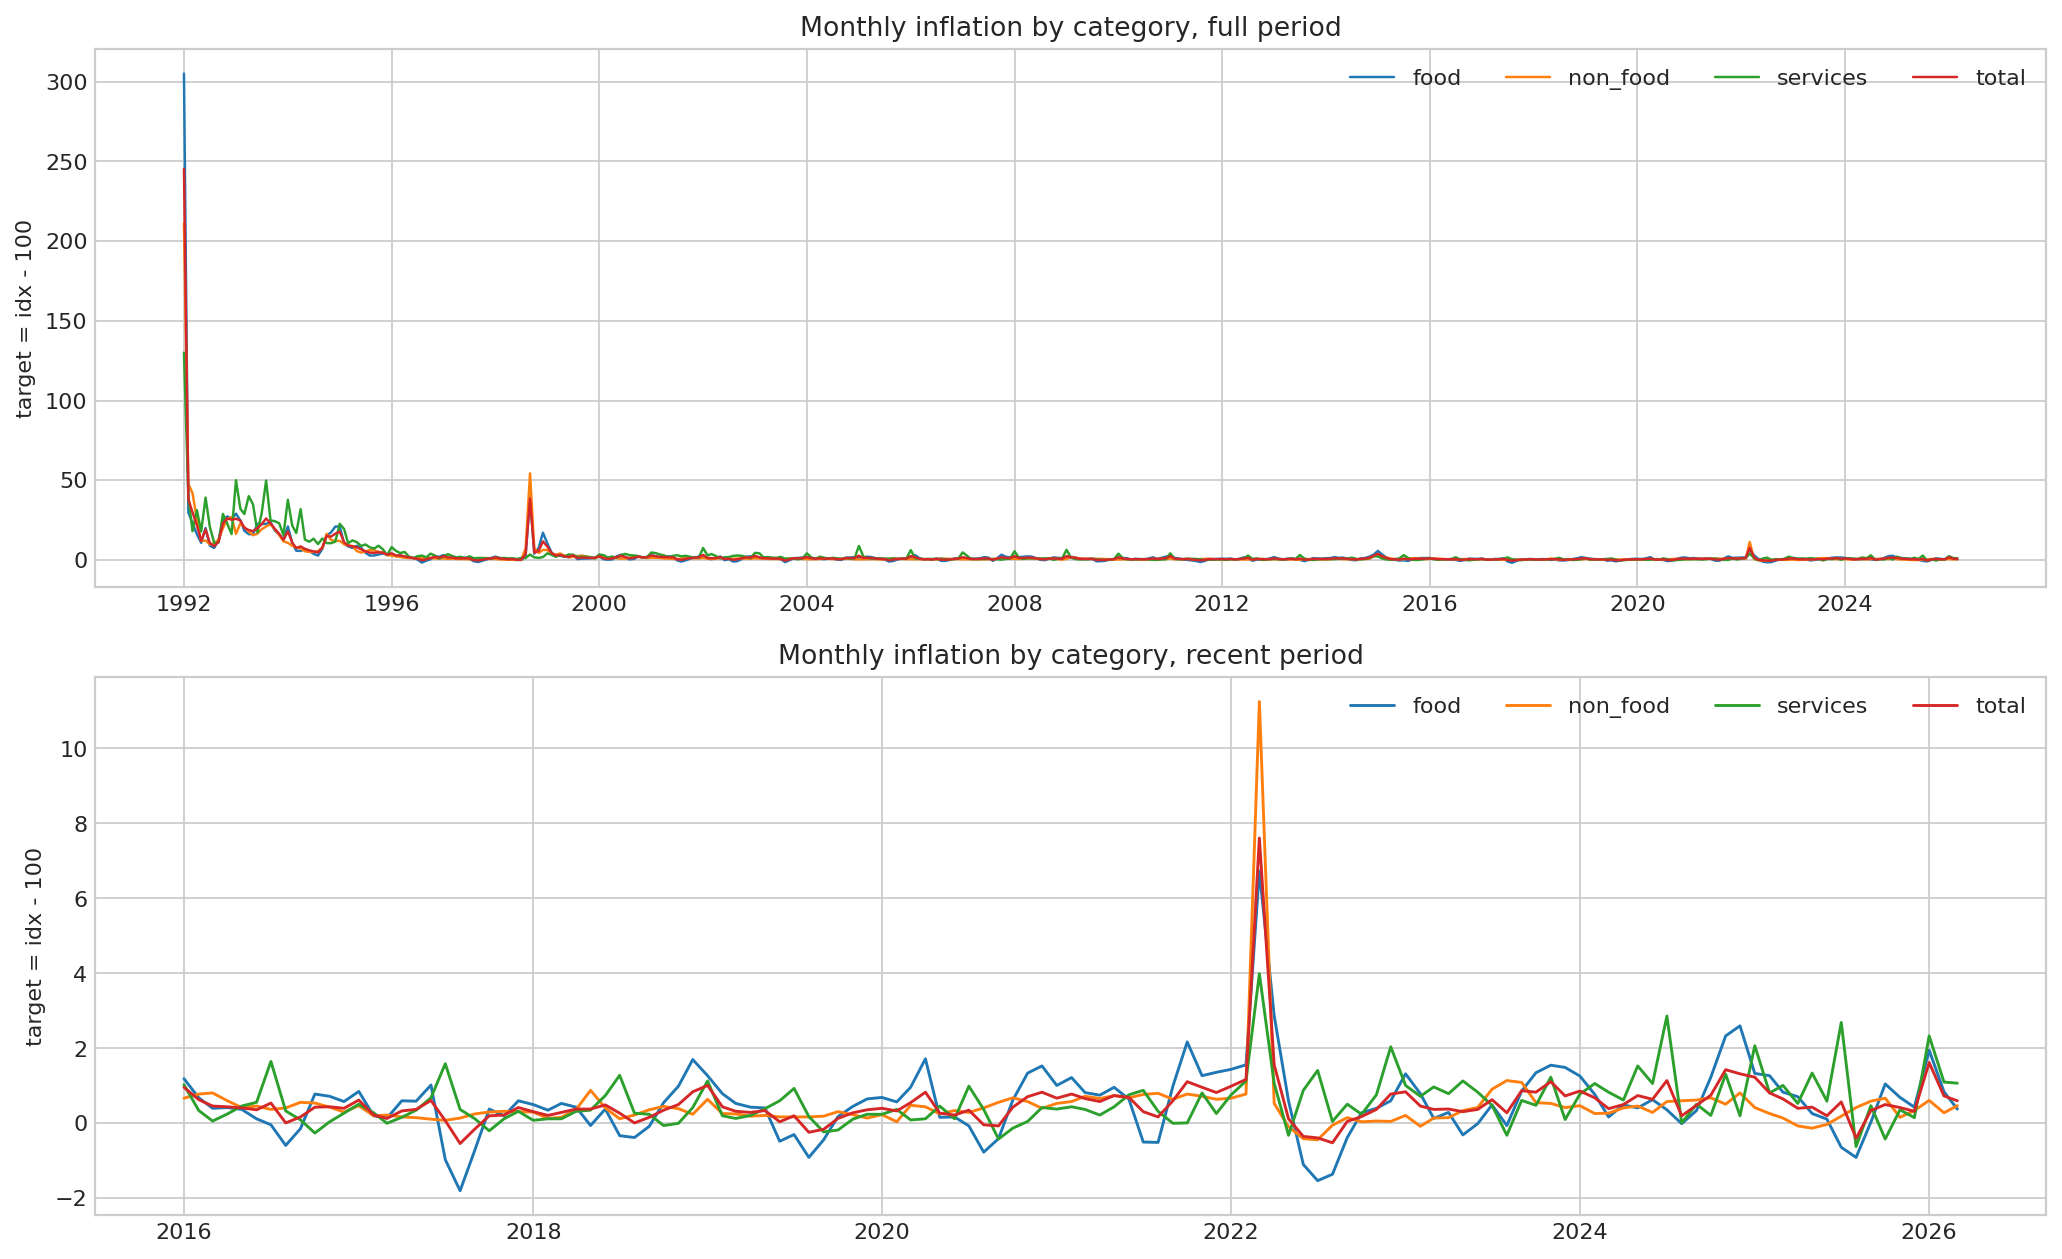 Monthly inflation by category, full period
food non_food services total
target = idx - 100
300
250
200
150
100
50
0
1992 1996 2000 2004 2008 2012 2016 2020 2024
Monthly inflation by category, recent period
food non_food services total
target = idx - 100
10
8
6
4
2
0
−2
2016 2018 2020 2022 2024 2026